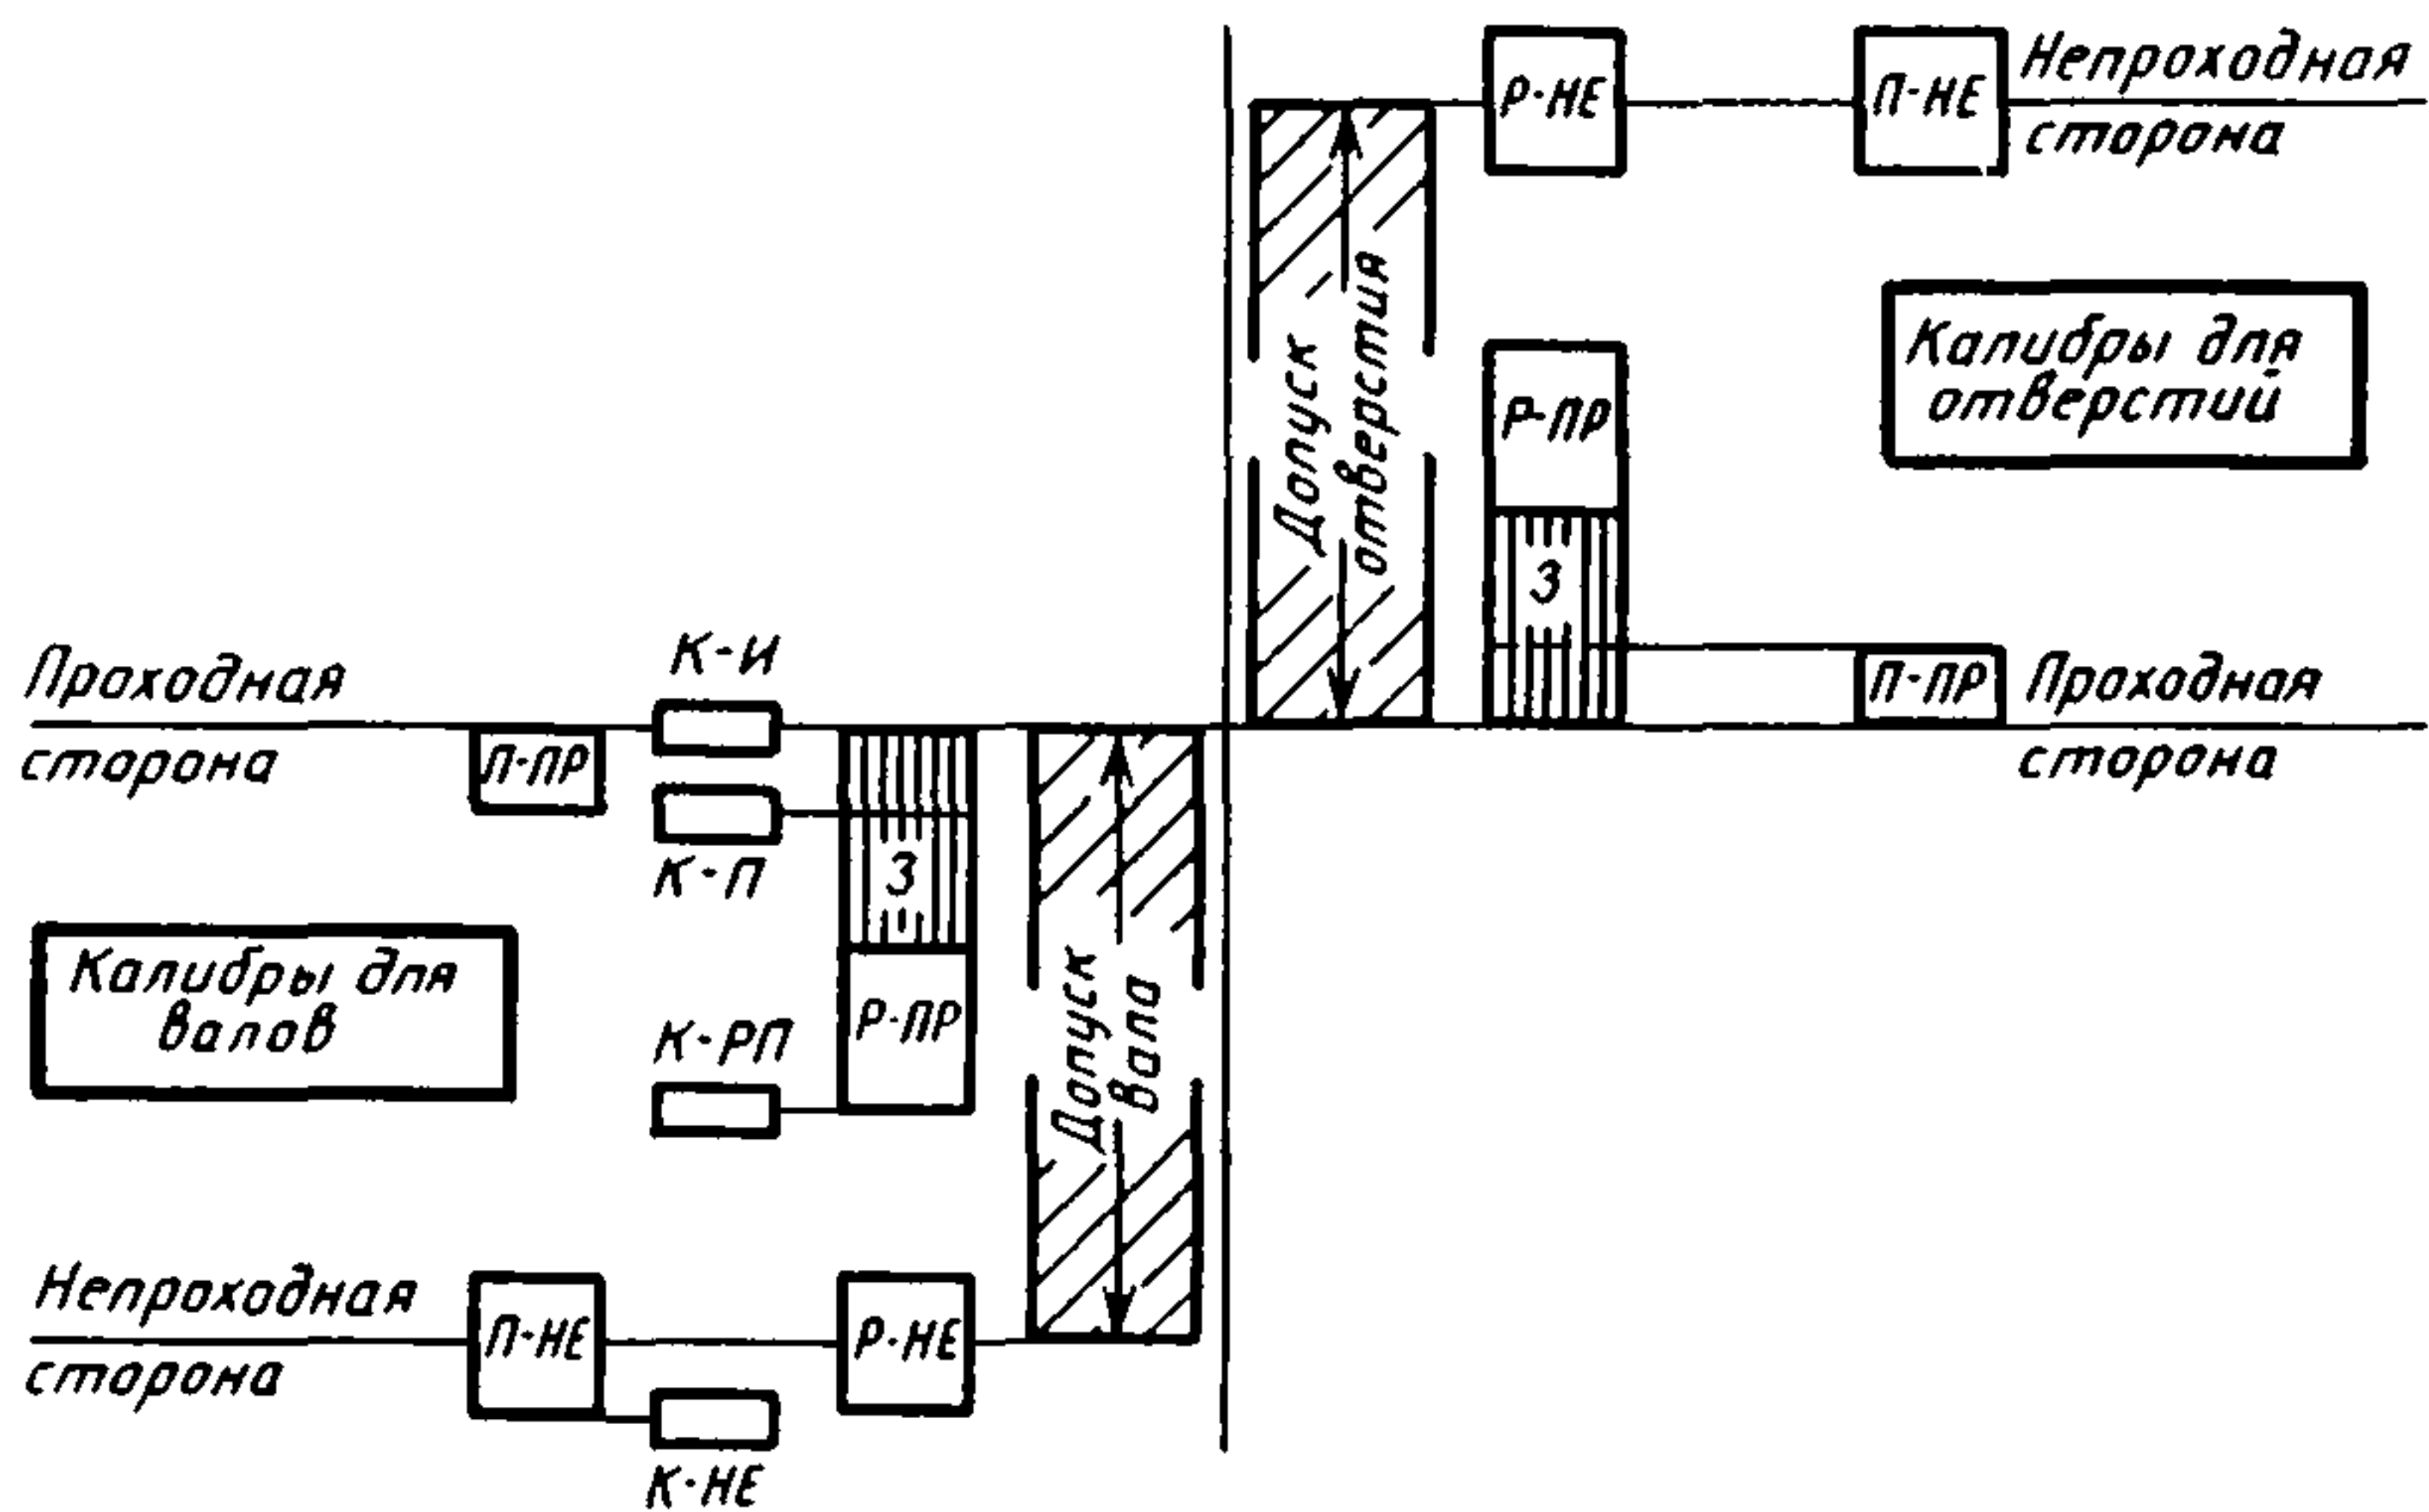 Р-НЕ
П-НЕ
Непроходная
сторона
Допуск
отверстия
Калибры для
отверстий
Р-ПР
З
П-ПР
Проходная
сторона
Проходная
сторона
К-И
П-ПР
К-П
З
Калибры для
валов
К-РП
Р-ПР
Допуск
вала
Непроходная
сторона
П-НЕ
Р-НЕ
К-НЕ